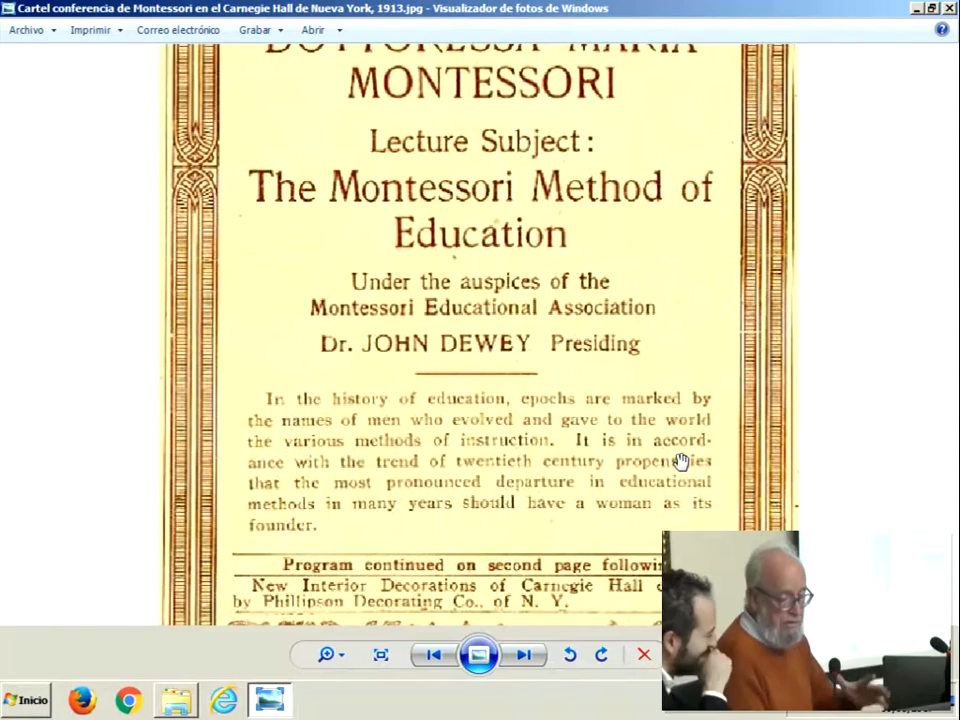 Cartel conferencia de Montessori en el Carnegie Hall de Nueva York, 1913.jpg - Visualizador de fotos de Windows
Archivo Imprimir Correo electrónico Grabar Abrir
DOTTORESSA MARIA
MONTESSORI
Lecture Subject:
The Montessori Method of
Education
Under the auspices of the
Montessori Educational Association
Dr. JOHN DEWEY Presiding
In the history of education, epochs are marked by
the names of men who evolved and gave to the world
the various methods of instruction. It is in accord-
ance with the trend of twentieth century propensities
that the most pronounced departure in educational
methods in many years should have a woman as its
founder.
Program continued on second page
New Interior Decorations of Carnegie Hall
by Phillipson Decorating Co., of N. Y.
Inicio